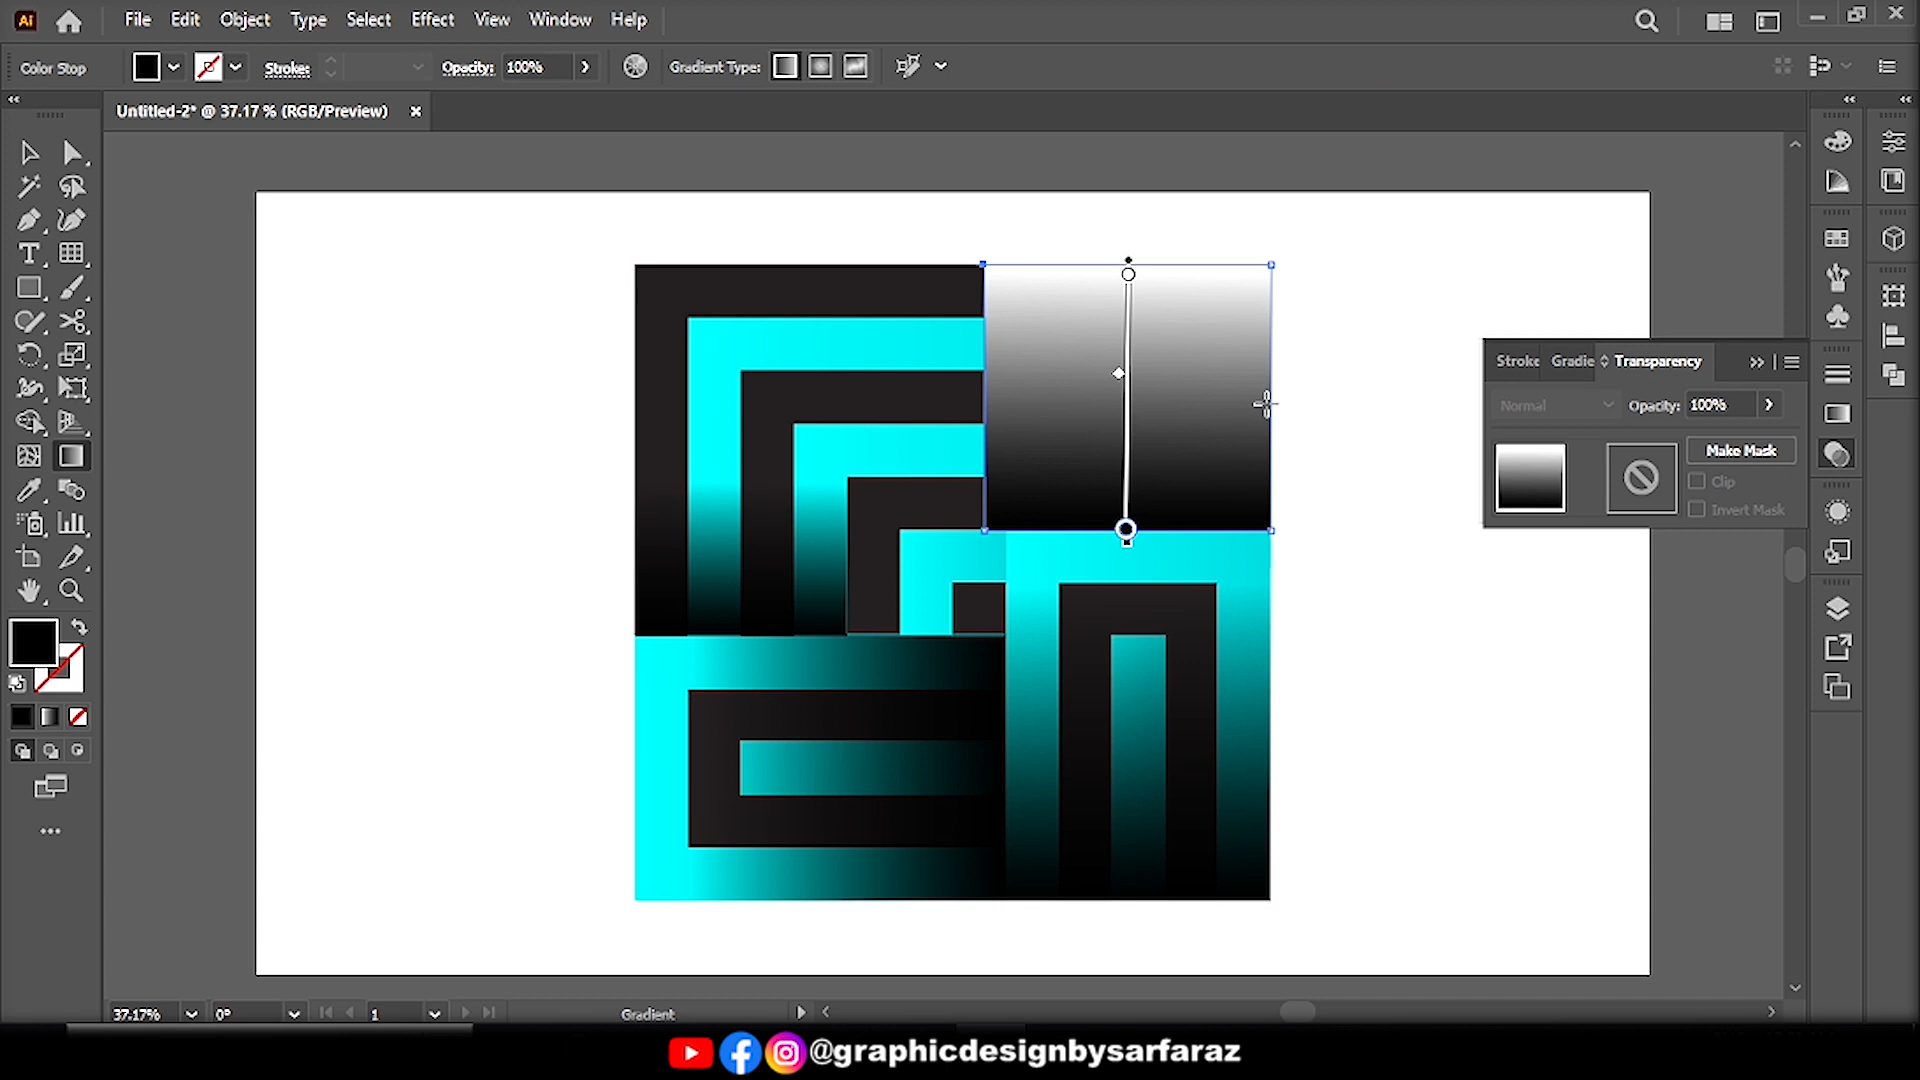 Ai File Edit Object Type Select Effect View Window Help
Color Stop Stroke: Opacity: 100% Gradient Type:
Untitled-2* @ 37.17 % (RGB/Preview)
Stroke Gradie Transparency
Normal Opacity: 100%
Make Mask
Clip
Invert Mask
37.17% 0° 1 Gradient
@graphicdesignbysarfaraz